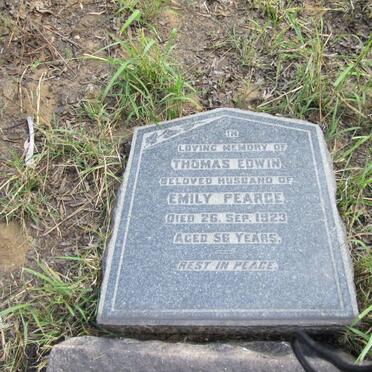 IN
LOVING MEMORY OF
THOMAS EDWIN
BELOVED HUSBAND OF
EMILY PEARCE
DIED 26. SEP. 1923
AGED 56 YEARS.
REST IN PEACE.